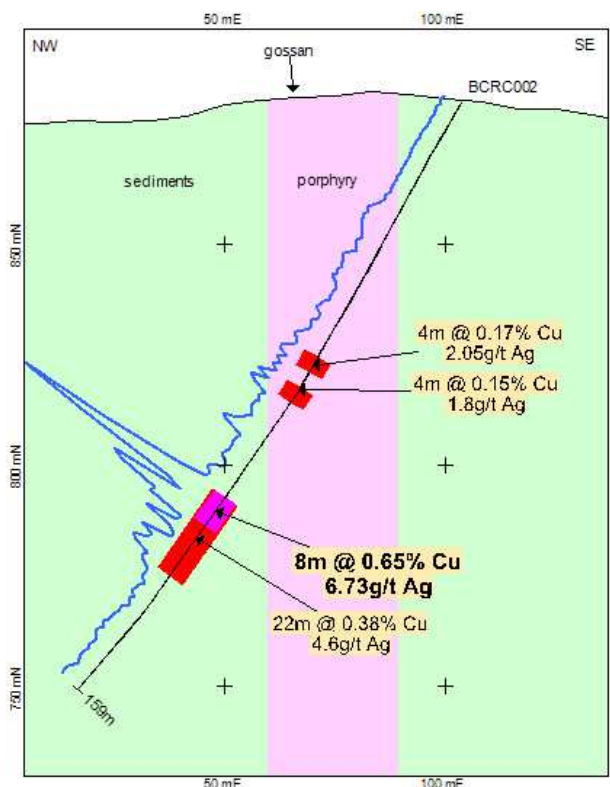 50 mE
100 mE
NW
SE
gossan
BCRC002
sediments
porphyry
850 mN
4m @ 0.17% Cu
2.05g/t Ag
4m @ 0.15% Cu
1.8g/t Ag
800 mN
8m @ 0.65% Cu
6.73g/t Ag
22m @ 0.38% Cu
4.6g/t Ag
750 mN
159m
50 mE
100 mE